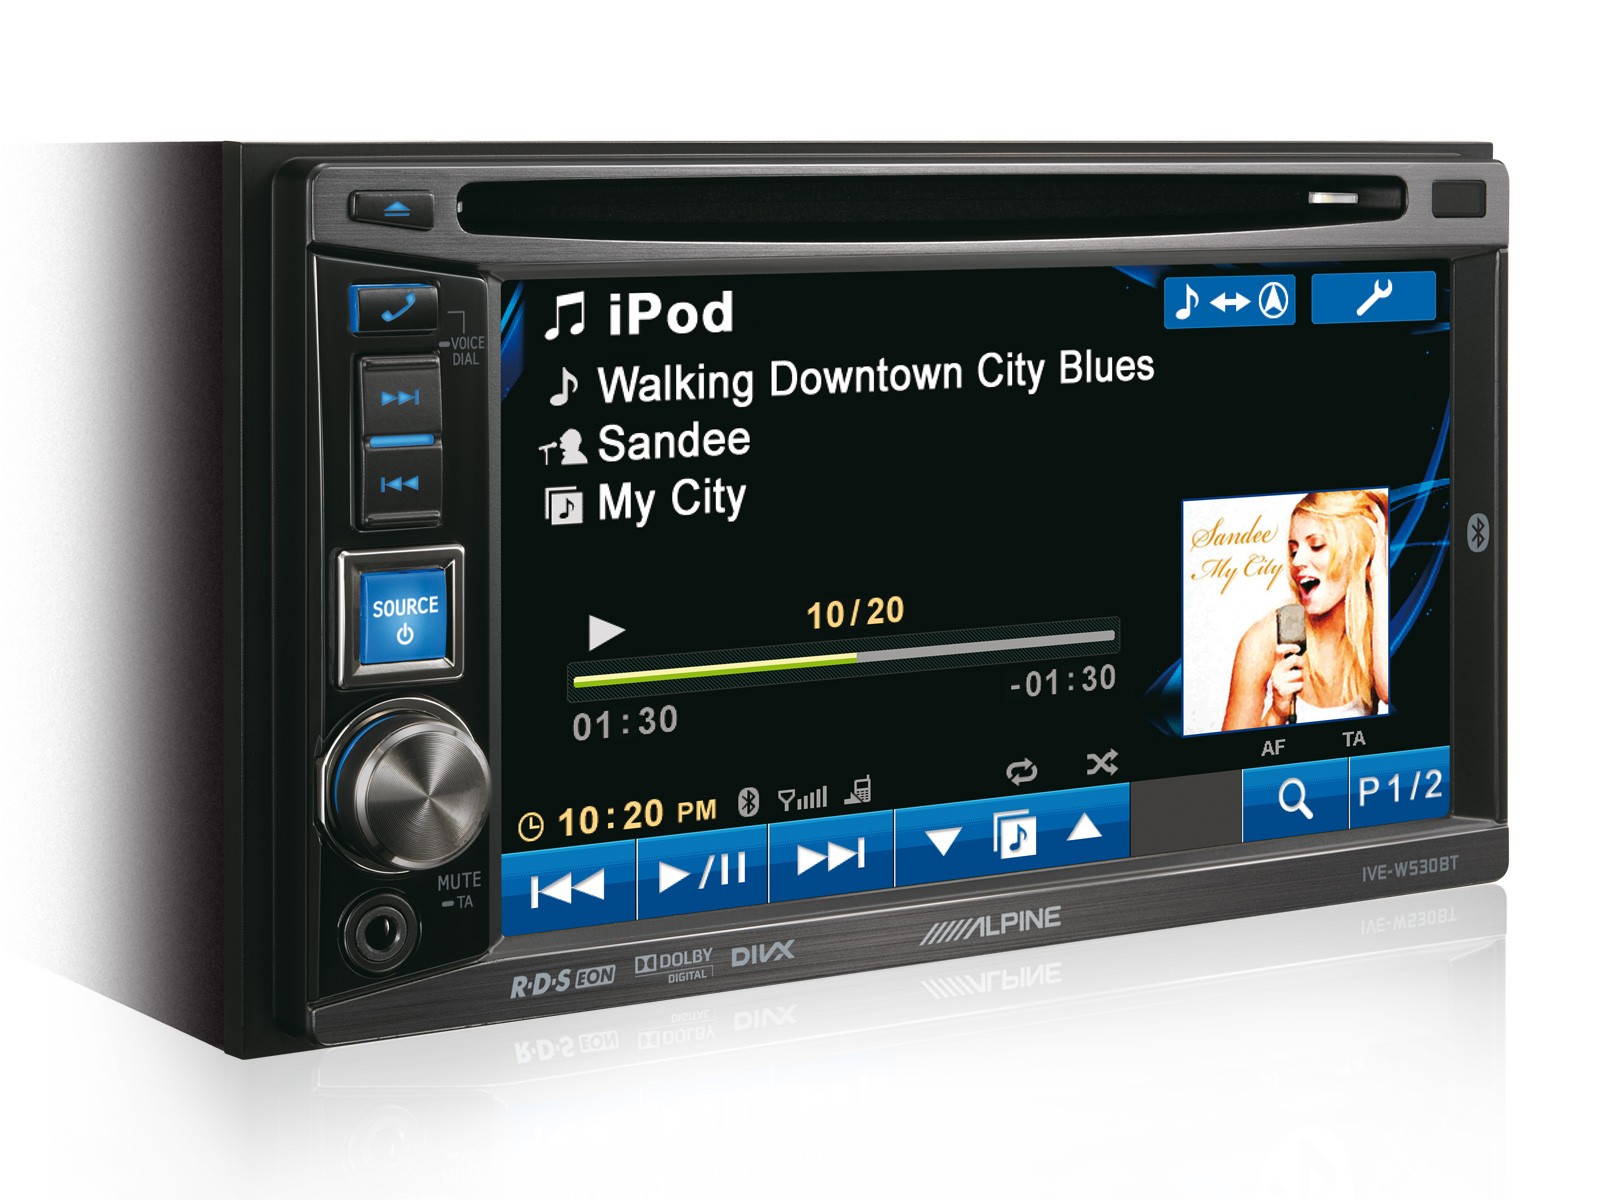 iPod
VOICE
DIAL
Walking Downtown City Blues
Sandee
My City
Sandee
My City
SOURCE
10/20
01:30
-01:30
AF TA
10:20 PM
P 1/2
MUTE
TA
IVE-W530BT
ALPINE
R·D·S EON
DOLBY
DIGITAL
DIVX